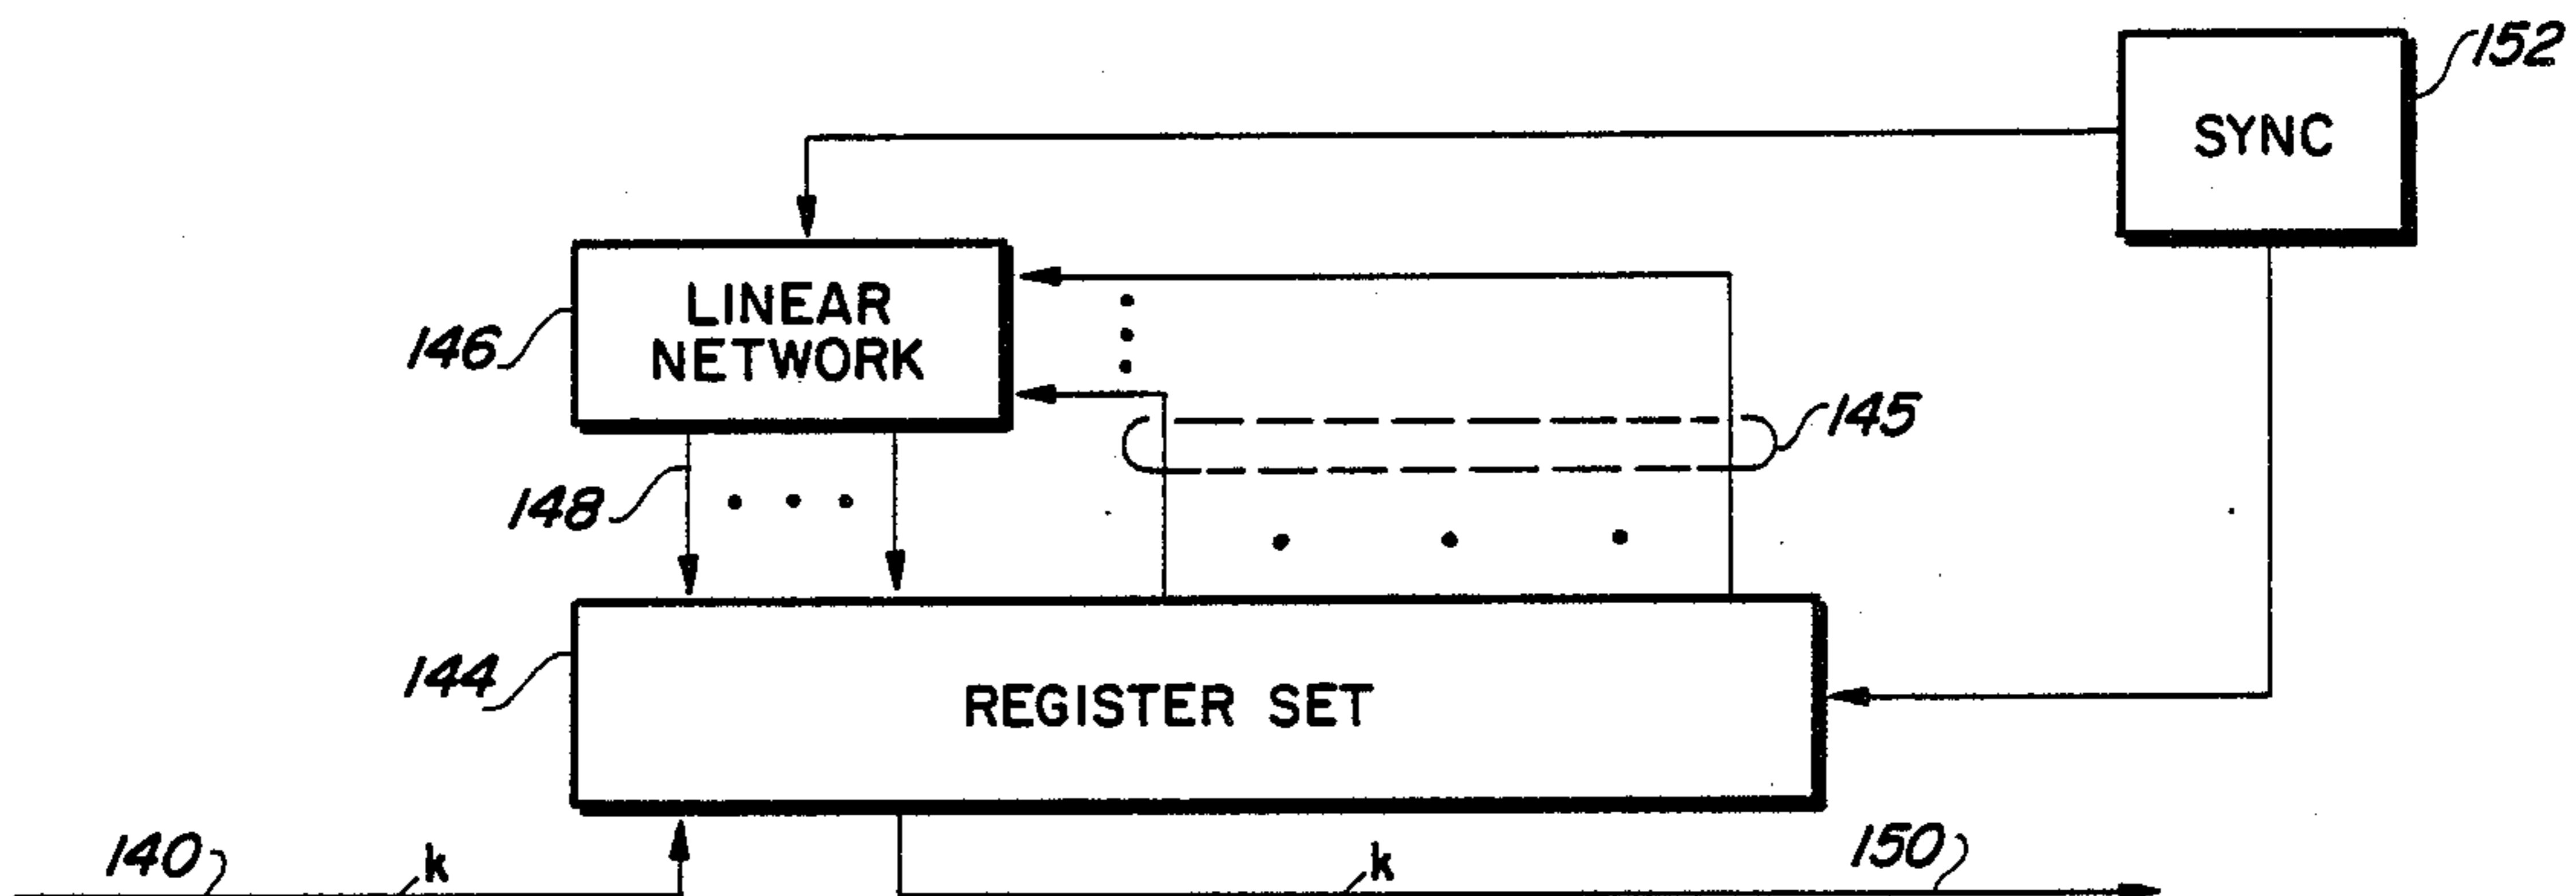 152
SYNC
LINEAR
NETWORK
146
145
148
144
REGISTER SET
140
k
k
150